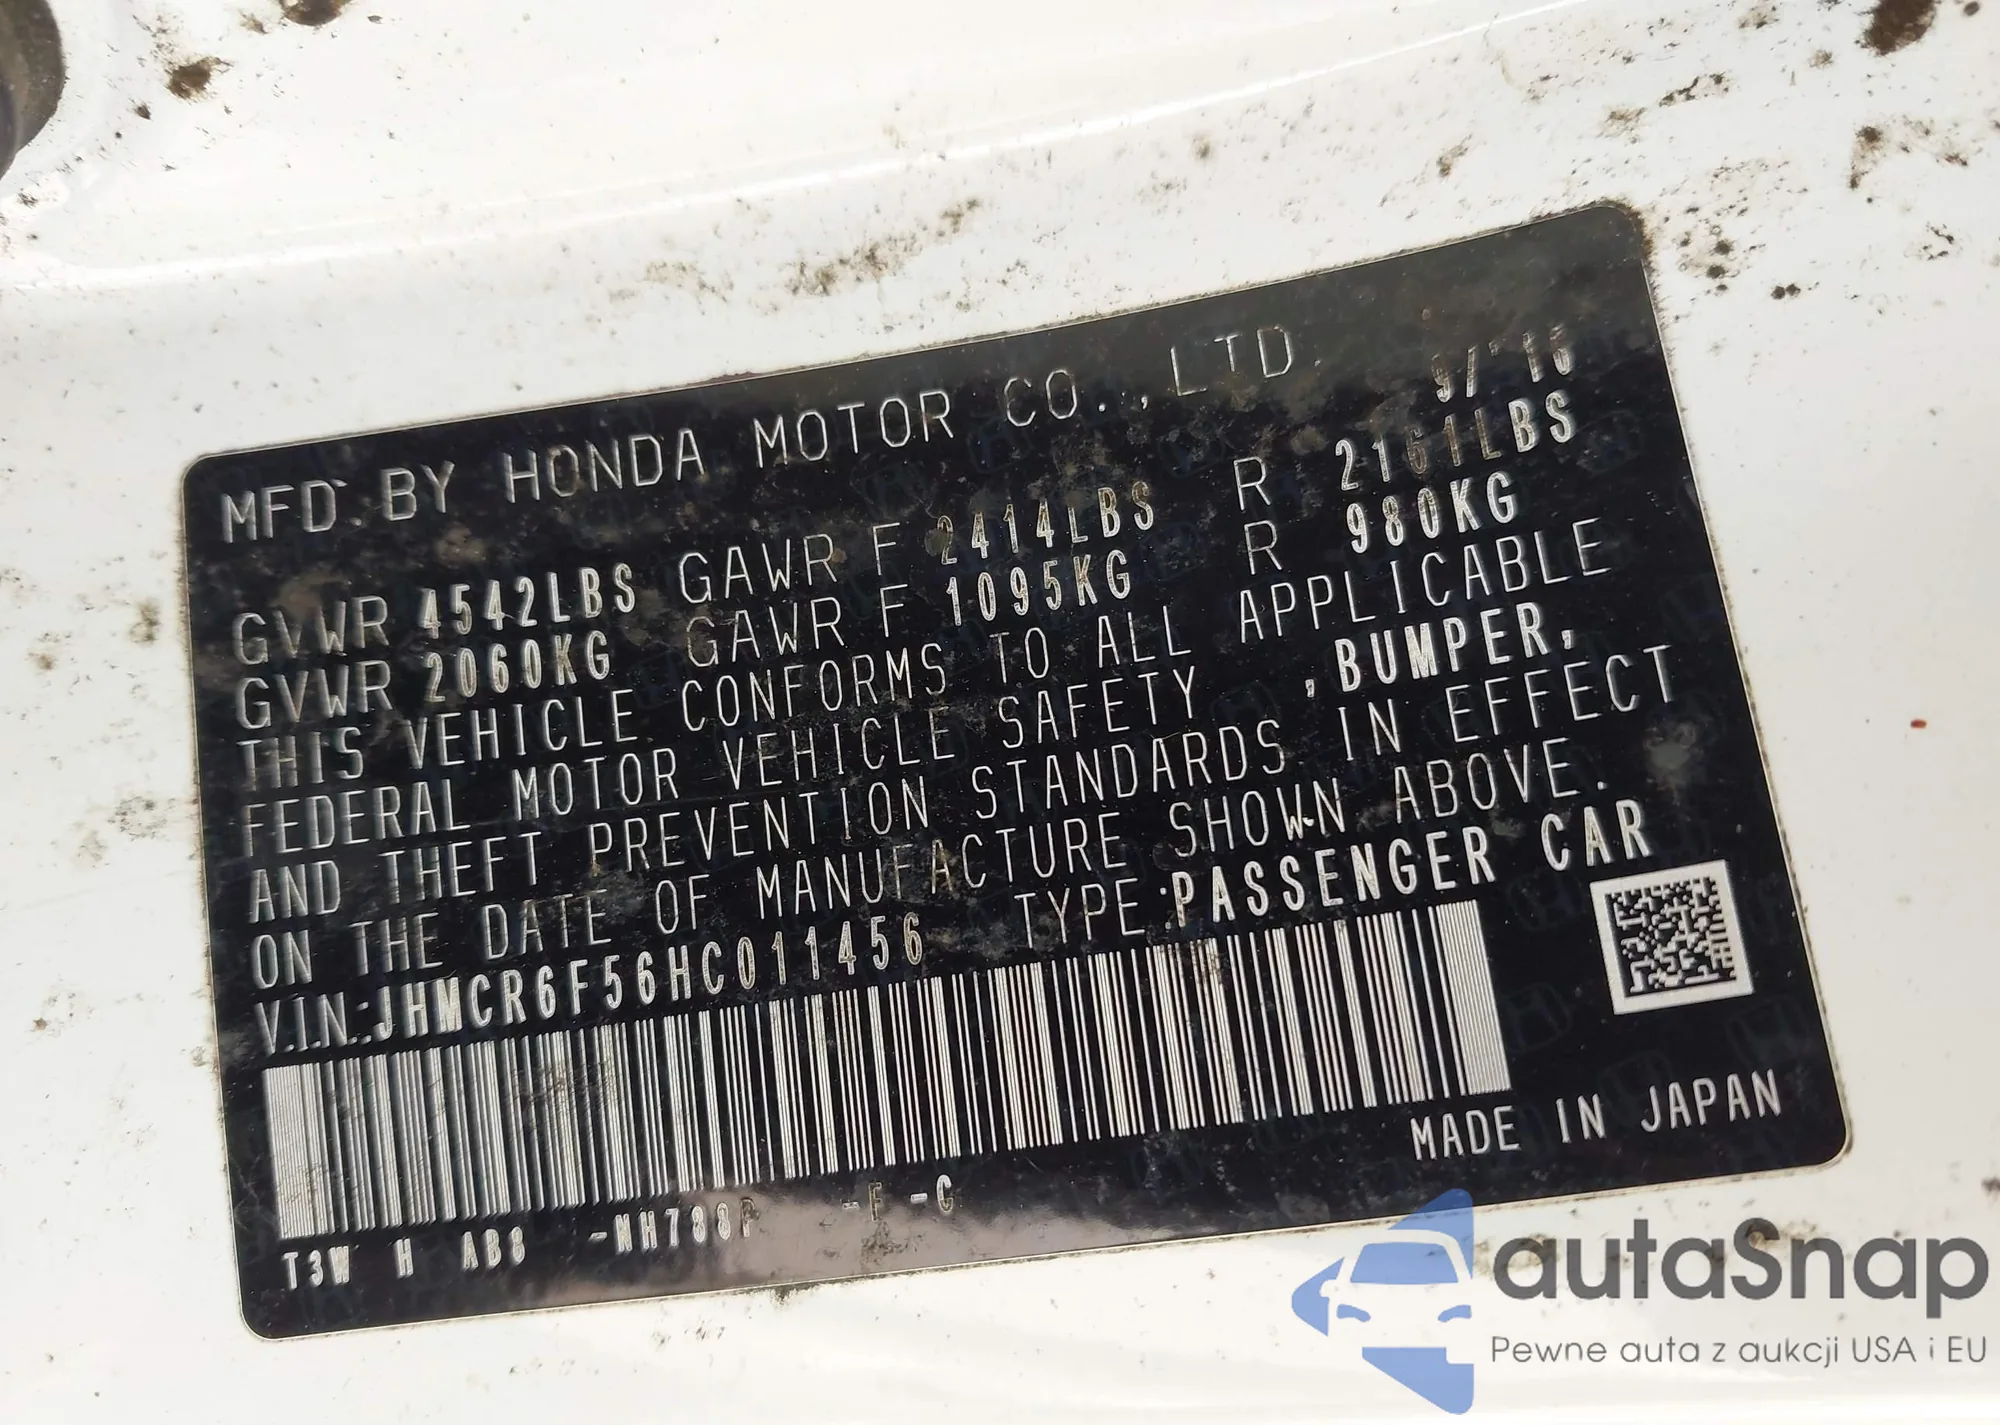 MFD. BY HONDA MOTOR CO., LTD. 9/ 16
GVWR 4542LBS GAWR F 2414LBS R 2161LBS
GVWR 2060KG GAWR F 1095KG R 980KG
THIS VEHICLE CONFORMS TO ALL APPLICABLE
FEDERAL MOTOR VEHICLE SAFETY ,BUMPER,
AND THEFT PREVENTION STANDARDS IN EFFECT
ON THE DATE OF MANUFACTURE SHOWN ABOVE.
V.I.N.:JHMCR6F56HC011456 TYPE:PASSENGER CAR
MADE IN JAPAN
T3W H AB8 -NH788P -F -C
autaSnap
Pewne auta z aukcji USA i EU